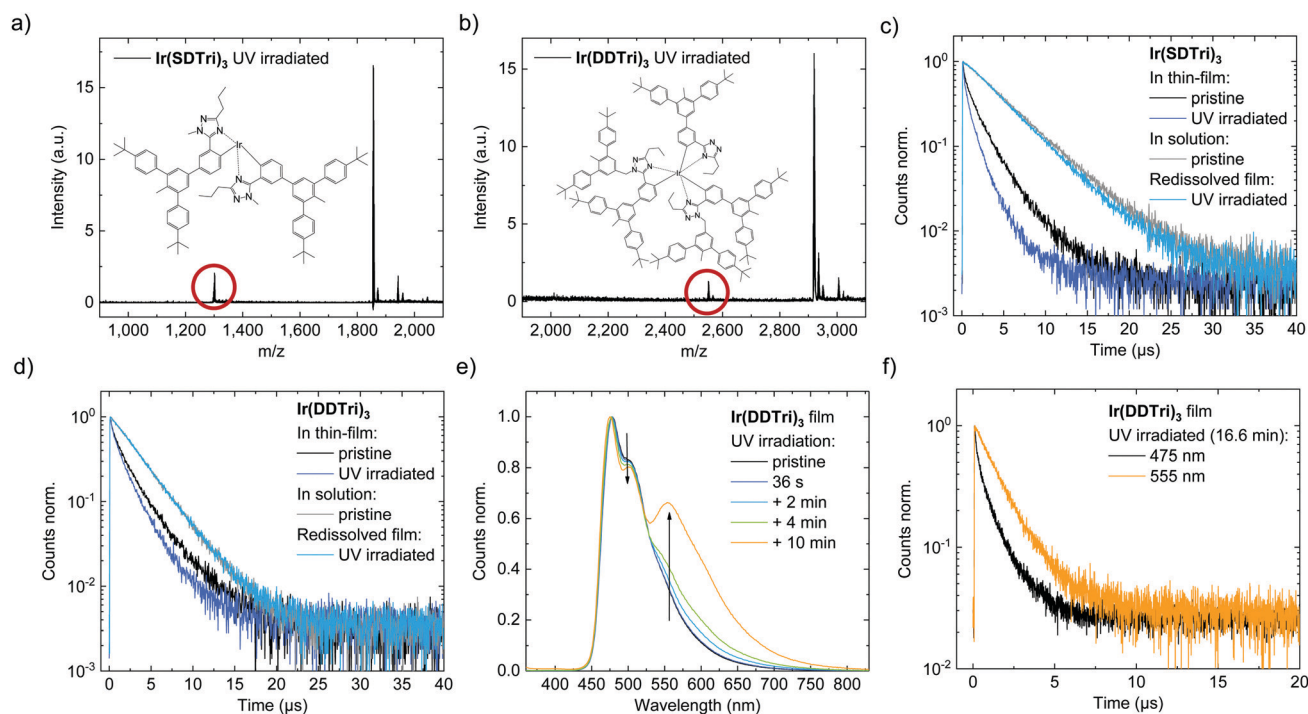 a)
Ir(SDTri)3 UV irradiated
Intensity (a.u.)
15
10
5
0
1,000
1,200
1,400
1,600
1,800
2,000
m/z
N
N
N
Ir
N
N
N
b)
Ir(DDTri)3 UV irradiated
Intensity (a.u.)
15
10
5
0
2,000
2,200
2,400
2,600
2,800
3,000
m/z
Ir
c)
Ir(SDTri)3
In thin-film:
pristine
UV irradiated
In solution:
pristine
Redissolved film:
UV irradiated
Counts norm.
10^0
10^-1
10^-2
10^-3
0
5
10
15
20
25
30
35
40
Time (µs)
d)
Ir(DDTri)3
In thin-film:
pristine
UV irradiated
In solution:
pristine
Redissolved film:
UV irradiated
Counts norm.
10^0
10^-1
10^-2
10^-3
0
5
10
15
20
25
30
35
40
Time (µs)
e)
Ir(DDTri)3 film
UV irradiation:
pristine
36 s
+ 2 min
+ 4 min
+ 10 min
Counts norm.
1.0
0.8
0.6
0.4
0.2
0.0
400
450
500
550
600
650
700
750
800
Wavelength (nm)
f)
Ir(DDTri)3 film
UV irradiated (16.6 min):
475 nm
555 nm
Counts norm.
10^0
10^-1
10^-2
0
5
10
15
20
Time (µs)